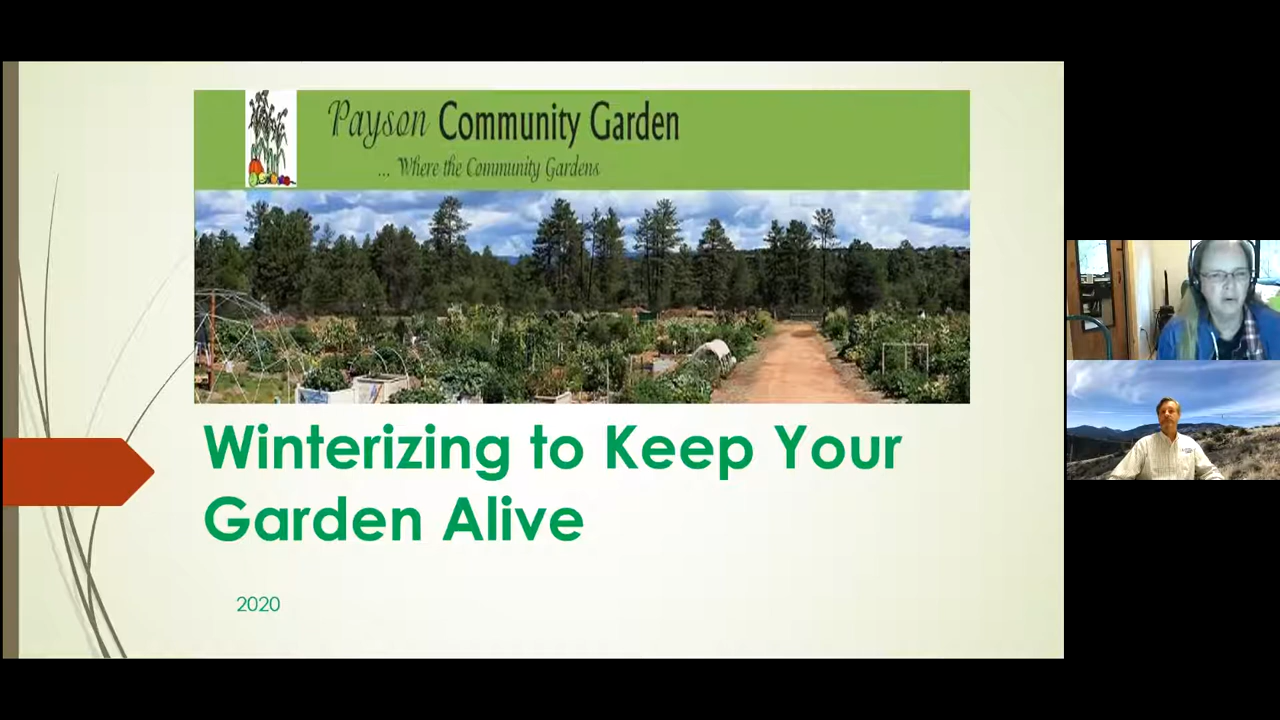 Payson Community Garden
... Where the Community Gardens
Winterizing to Keep Your
Garden Alive
2020